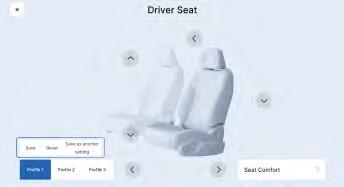 Driver Seat
Save Reset Save as another
setting
Profile 1 Profile 2 Profile 3
Seat Comfort